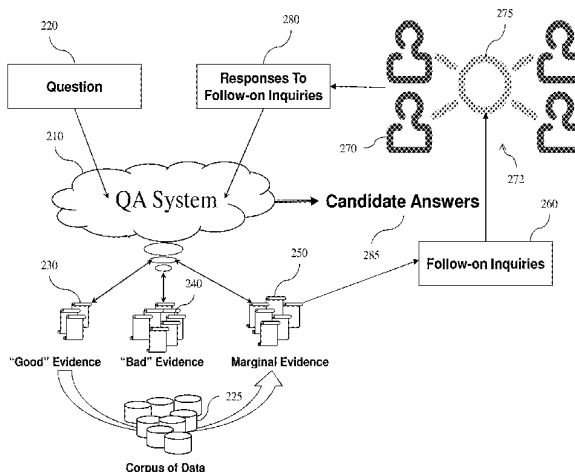 220
280
275
Question
Responses To
Follow-on Inquiries
210
270
272
QA System
Candidate Answers
260
285
Follow-on Inquiries
230
240
250
"Good" Evidence
"Bad" Evidence
Marginal Evidence
225
Corpus of Data